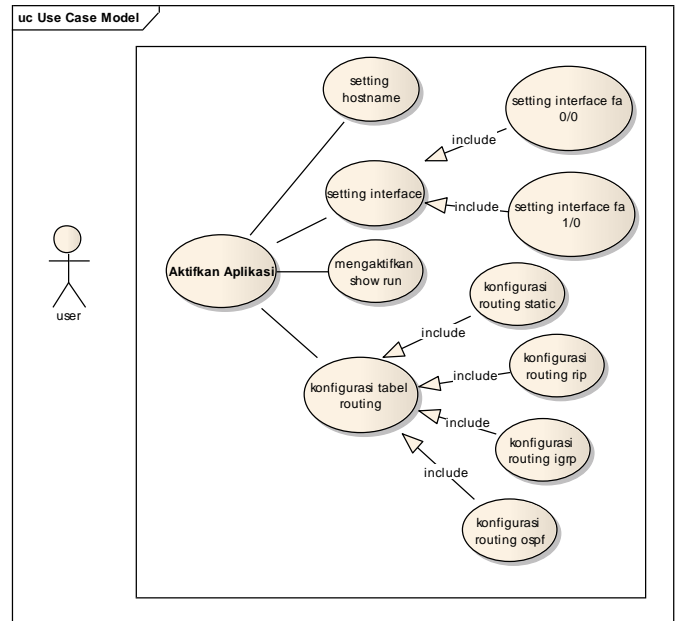 uc Use Case Model
setting
hostname
setting interface fa
0/0
include
setting interface
include
setting interface fa
1/0
user
Aktifkan Aplikasi
mengaktifkan
show run
konfigurasi
routing static
include
konfigurasi tabel
routing
include
konfigurasi
routing rip
include
konfigurasi
routing igrp
include
konfigurasi
routing ospf